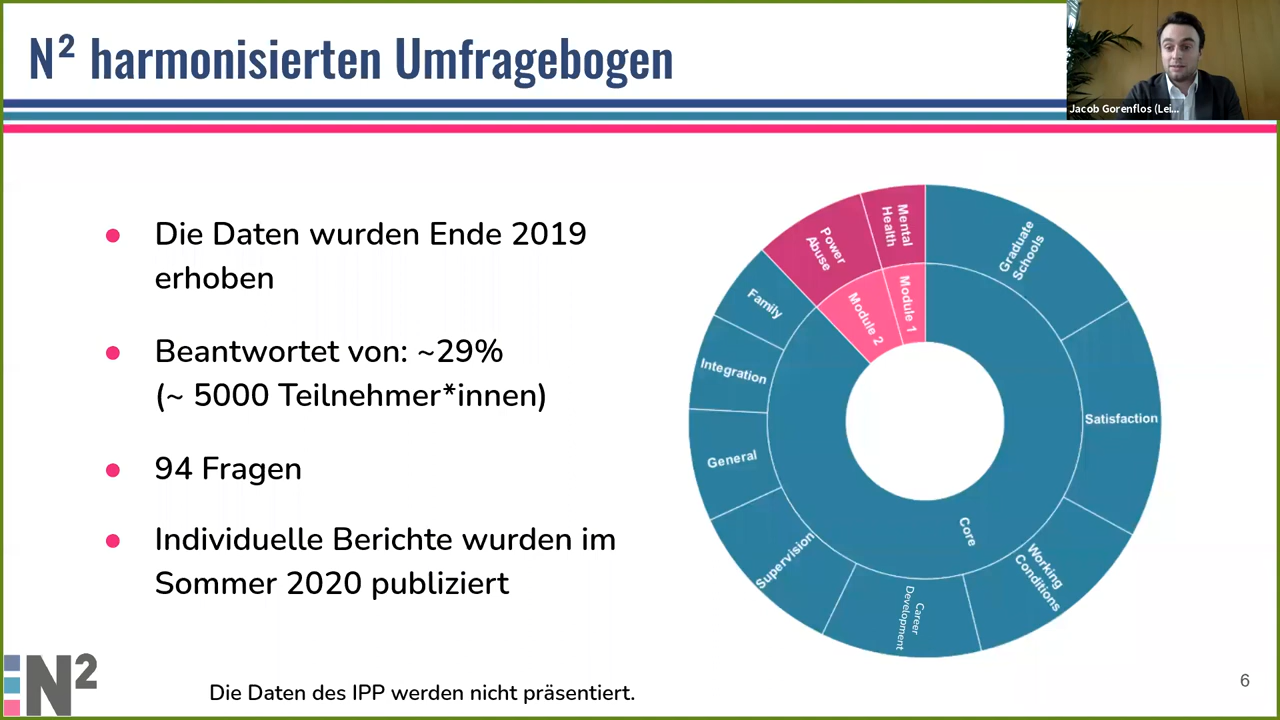 N² harmonisierten Umfragebogen
Jacob Gorenflos (Lei...
Die Daten wurden Ende 2019
erhoben
Beantwortet von: ~29%
(~ 5000 Teilnehmer*innen)
94 Fragen
Individuelle Berichte wurden im
Sommer 2020 publiziert
Mental
Health
Power
Abuse
Module 1
Module 2
Graduate
Schools
Satisfaction
Working
Conditions
Career
Development
Supervision
General
Integration
Family
Core
N²
Die Daten des IPP werden nicht präsentiert.
6